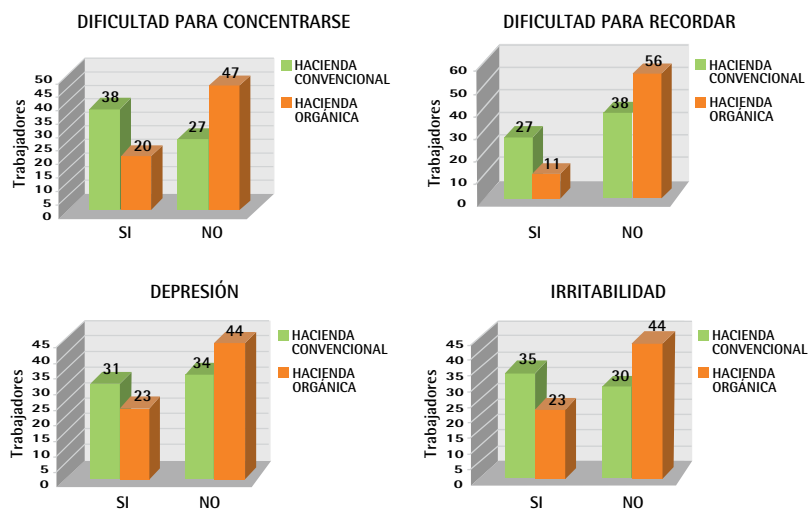 DIFICULTAD PARA CONCENTRARSE
Trabajadores
50
45
40
35
30
25
20
15
10
5
0
38
20
27
47
SI
NO
HACIENDA
CONVENCIONAL
HACIENDA
ORGÁNICA
DIFICULTAD PARA RECORDAR
Trabajadores
60
50
40
30
20
10
0
27
11
38
56
SI
NO
HACIENDA
CONVENCIONAL
HACIENDA
ORGÁNICA
DEPRESIÓN
Trabajadores
45
40
35
30
25
20
15
10
5
0
31
23
34
44
SI
NO
HACIENDA
CONVENCIONAL
HACIENDA
ORGÁNICA
IRRITABILIDAD
Trabajadores
45
40
35
30
25
20
15
10
5
0
35
23
30
44
SI
NO
HACIENDA
CONVENCIONAL
HACIENDA
ORGÁNICA